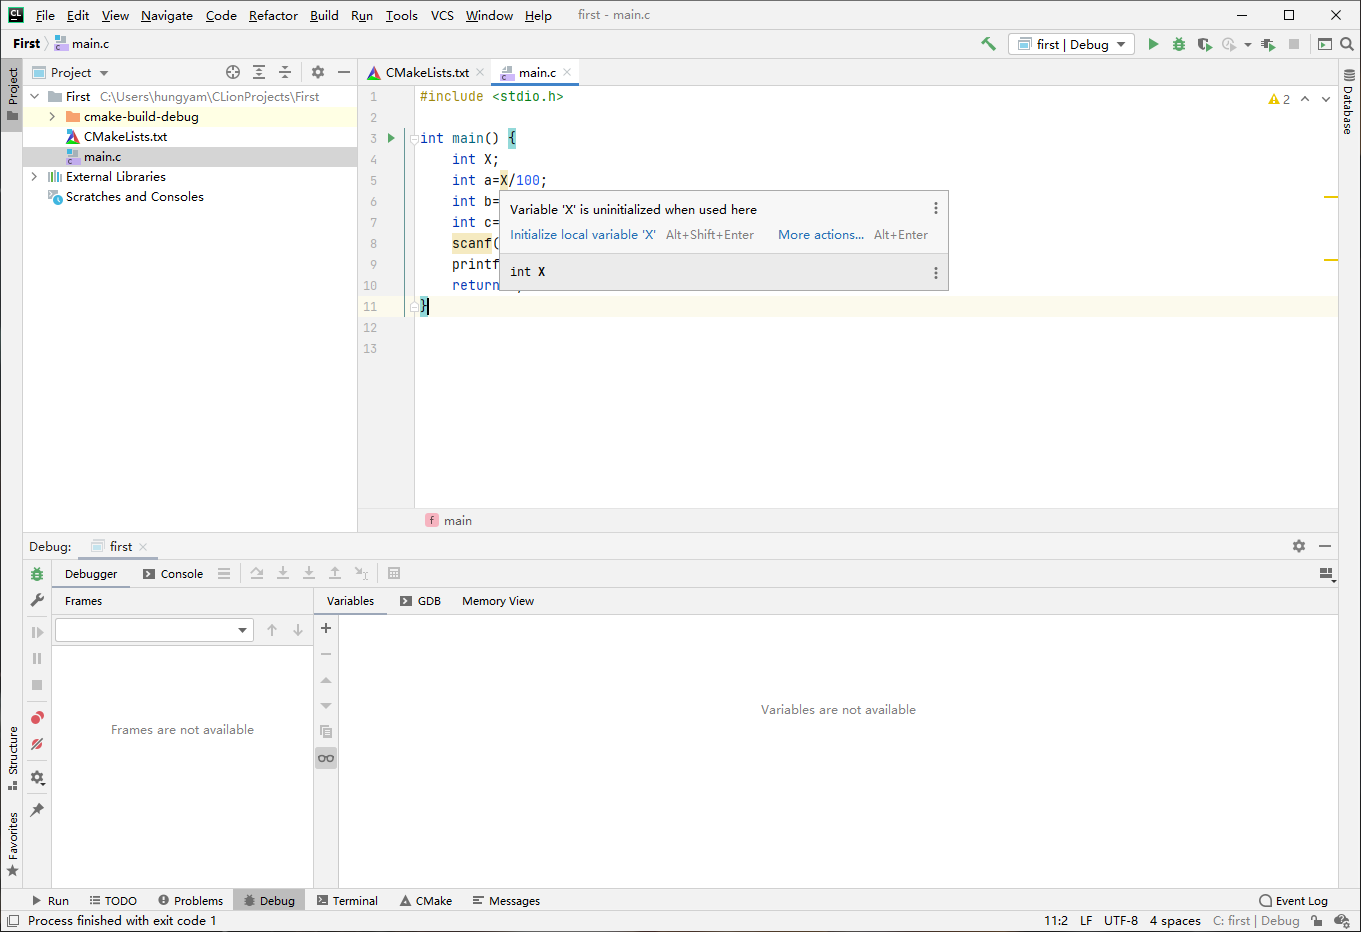 File Edit View Navigate Code Refactor Build Run Tools VCS Window Help first - main.c
First main.c first | Debug
Project
Project
CMakeLists.txt main.c
First C:\Users\hungyam\CLionProjects\First
cmake-build-debug
CMakeLists.txt
main.c
External Libraries
Scratches and Consoles
1 #include <stdio.h>
2
3 int main() {
4 int X;
5 int a=X/100;
6 int b=
7 int c=
8 scanf(
9 printf
10 return
11 }
12
13
2
Database
Variable 'X' is uninitialized when used here
Initialize local variable 'X' Alt+Shift+Enter More actions... Alt+Enter
int X
f main
Debug: first
Debugger Console
Frames Variables GDB Memory View
Frames are not available
Variables are not available
Structure
Favorites
Run TODO Problems Debug Terminal CMake Messages Event Log
Process finished with exit code 1 11:2 LF UTF-8 4 spaces C: first | Debug